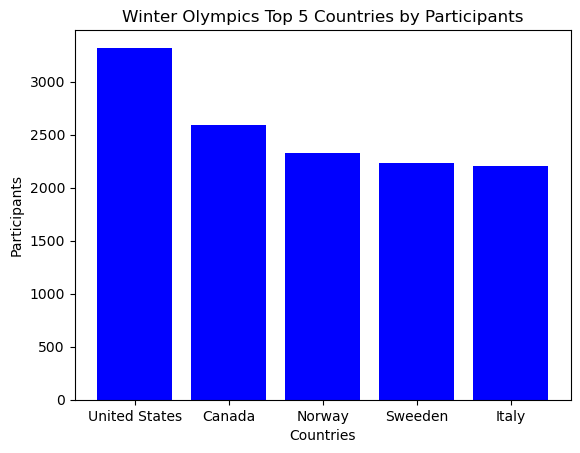 Winter Olympics Top 5 Countries by Participants
Participants
3000
2500
2000
1500
1000
500
0
United States Canada Norway Sweeden Italy
Countries